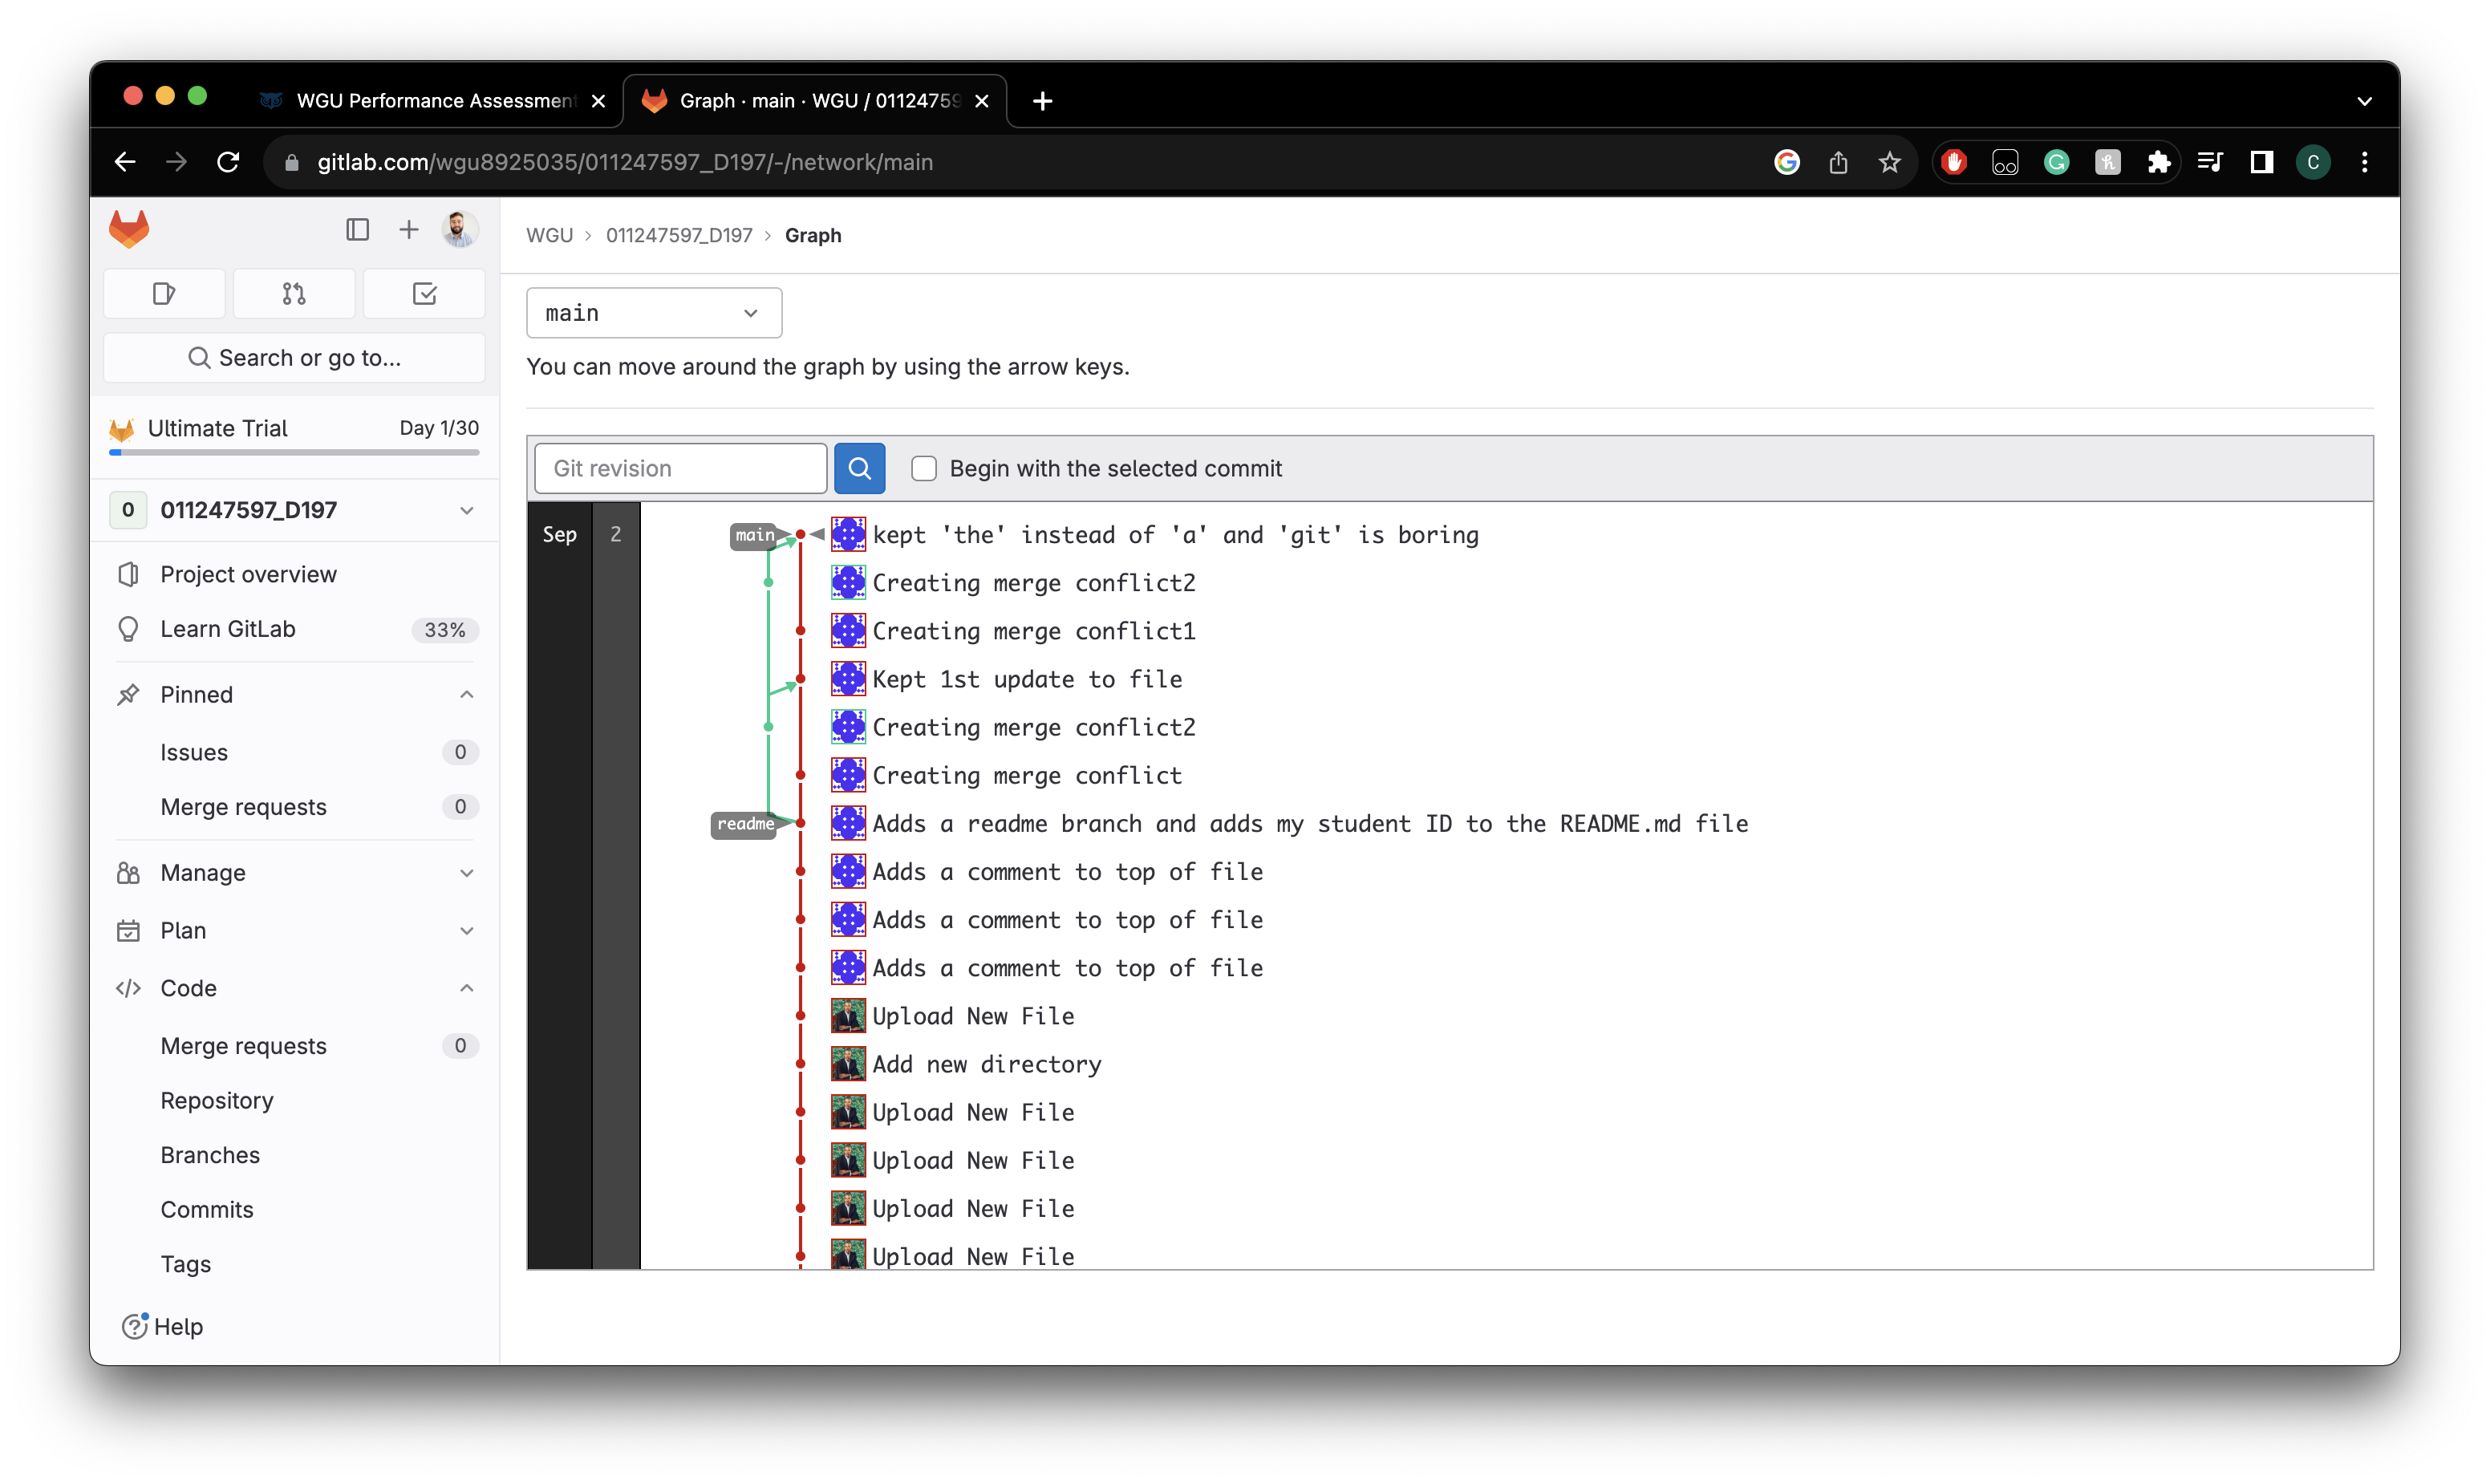 WGU Performance Assessment
Graph · main · WGU / 01124759
gitlab.com/wgu8925035/011247597_D197/-/network/main
C
Search or go to...
Ultimate Trial Day 1/30
0 011247597_D197
Project overview
Learn GitLab 33%
Pinned
Issues 0
Merge requests 0
Manage
Plan
Code
Merge requests 0
Repository
Branches
Commits
Tags
Help
WGU › 011247597_D197 › Graph
main
You can move around the graph by using the arrow keys.
Git revision
Begin with the selected commit
Sep 2
main kept 'the' instead of 'a' and 'git' is boring
Creating merge conflict2
Creating merge conflict1
Kept 1st update to file
Creating merge conflict2
Creating merge conflict
readme Adds a readme branch and adds my student ID to the README.md file
Adds a comment to top of file
Adds a comment to top of file
Adds a comment to top of file
Upload New File
Add new directory
Upload New File
Upload New File
Upload New File
Upload New File